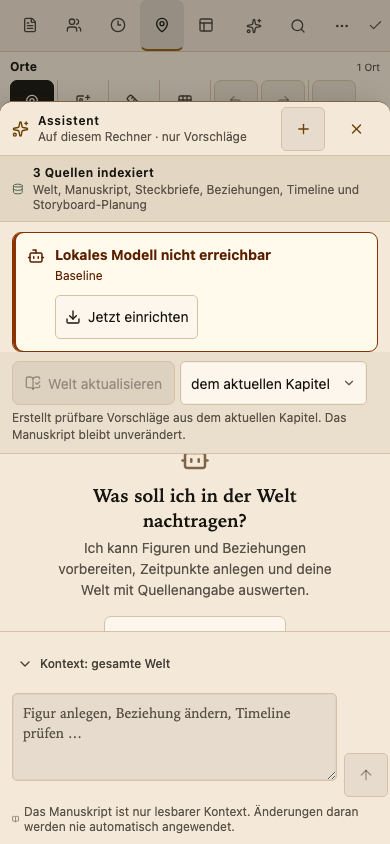 Orte
1 Ort
Assistent
Auf diesem Rechner · nur Vorschläge
3 Quellen indexiert
Welt, Manuskript, Steckbriefe, Beziehungen, Timeline und
Storyboard-Planung
Lokales Modell nicht erreichbar
Baseline
Jetzt einrichten
Welt aktualisieren
dem aktuellen Kapitel
Erstellt prüfbare Vorschläge aus dem aktuellen Kapitel. Das
Manuskript bleibt unverändert.
Was soll ich in der Welt
nachtragen?
Ich kann Figuren und Beziehungen
vorbereiten, Zeitpunkte anlegen und deine
Welt mit Quellenangabe auswerten.
Kontext: gesamte Welt
Figur anlegen, Beziehung ändern, Timeline
prüfen …
Das Manuskript ist nur lesbarer Kontext. Änderungen daran
werden nie automatisch angewendet.